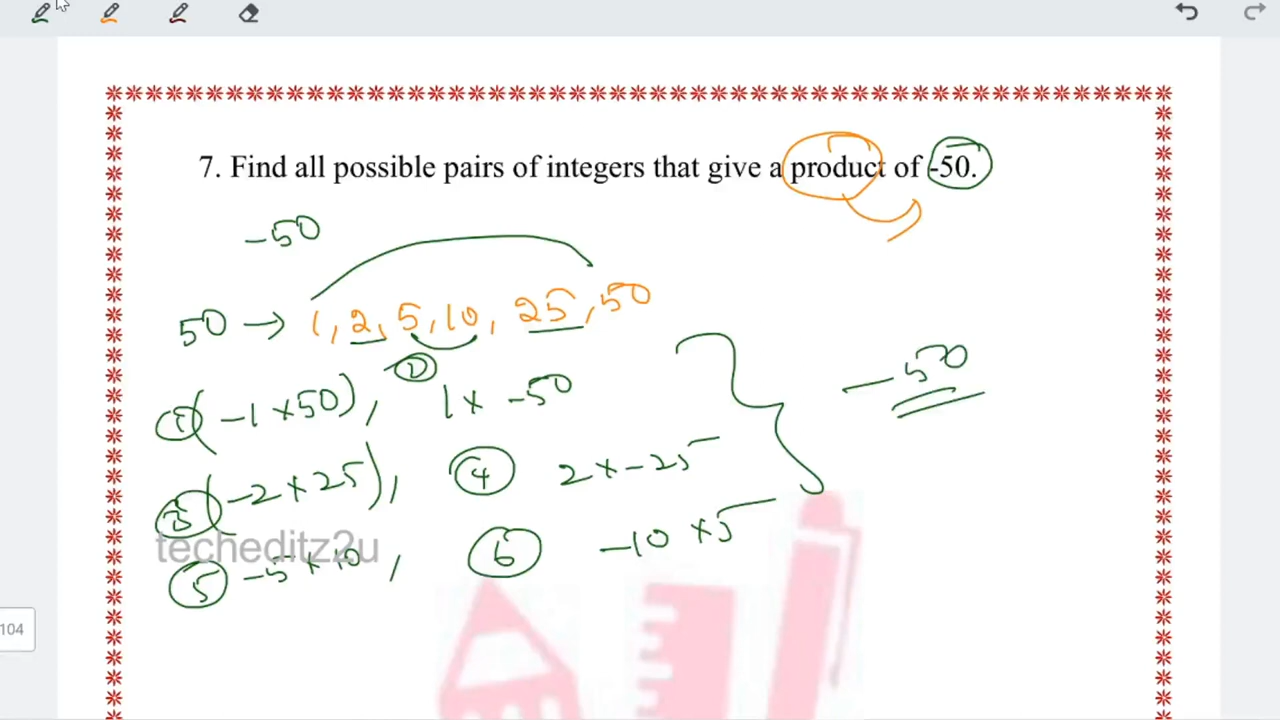 7. Find all possible pairs of integers that give a product of -50.
-50
50 → 1, 2, 5, 10, 25, 50
① (-1 × 50), ② 1 × -50
-50
③ (-2 × 25), ④ 2 × -25
techeditz2u
⑤ -5 × 10, ⑥ -10 × 5
104